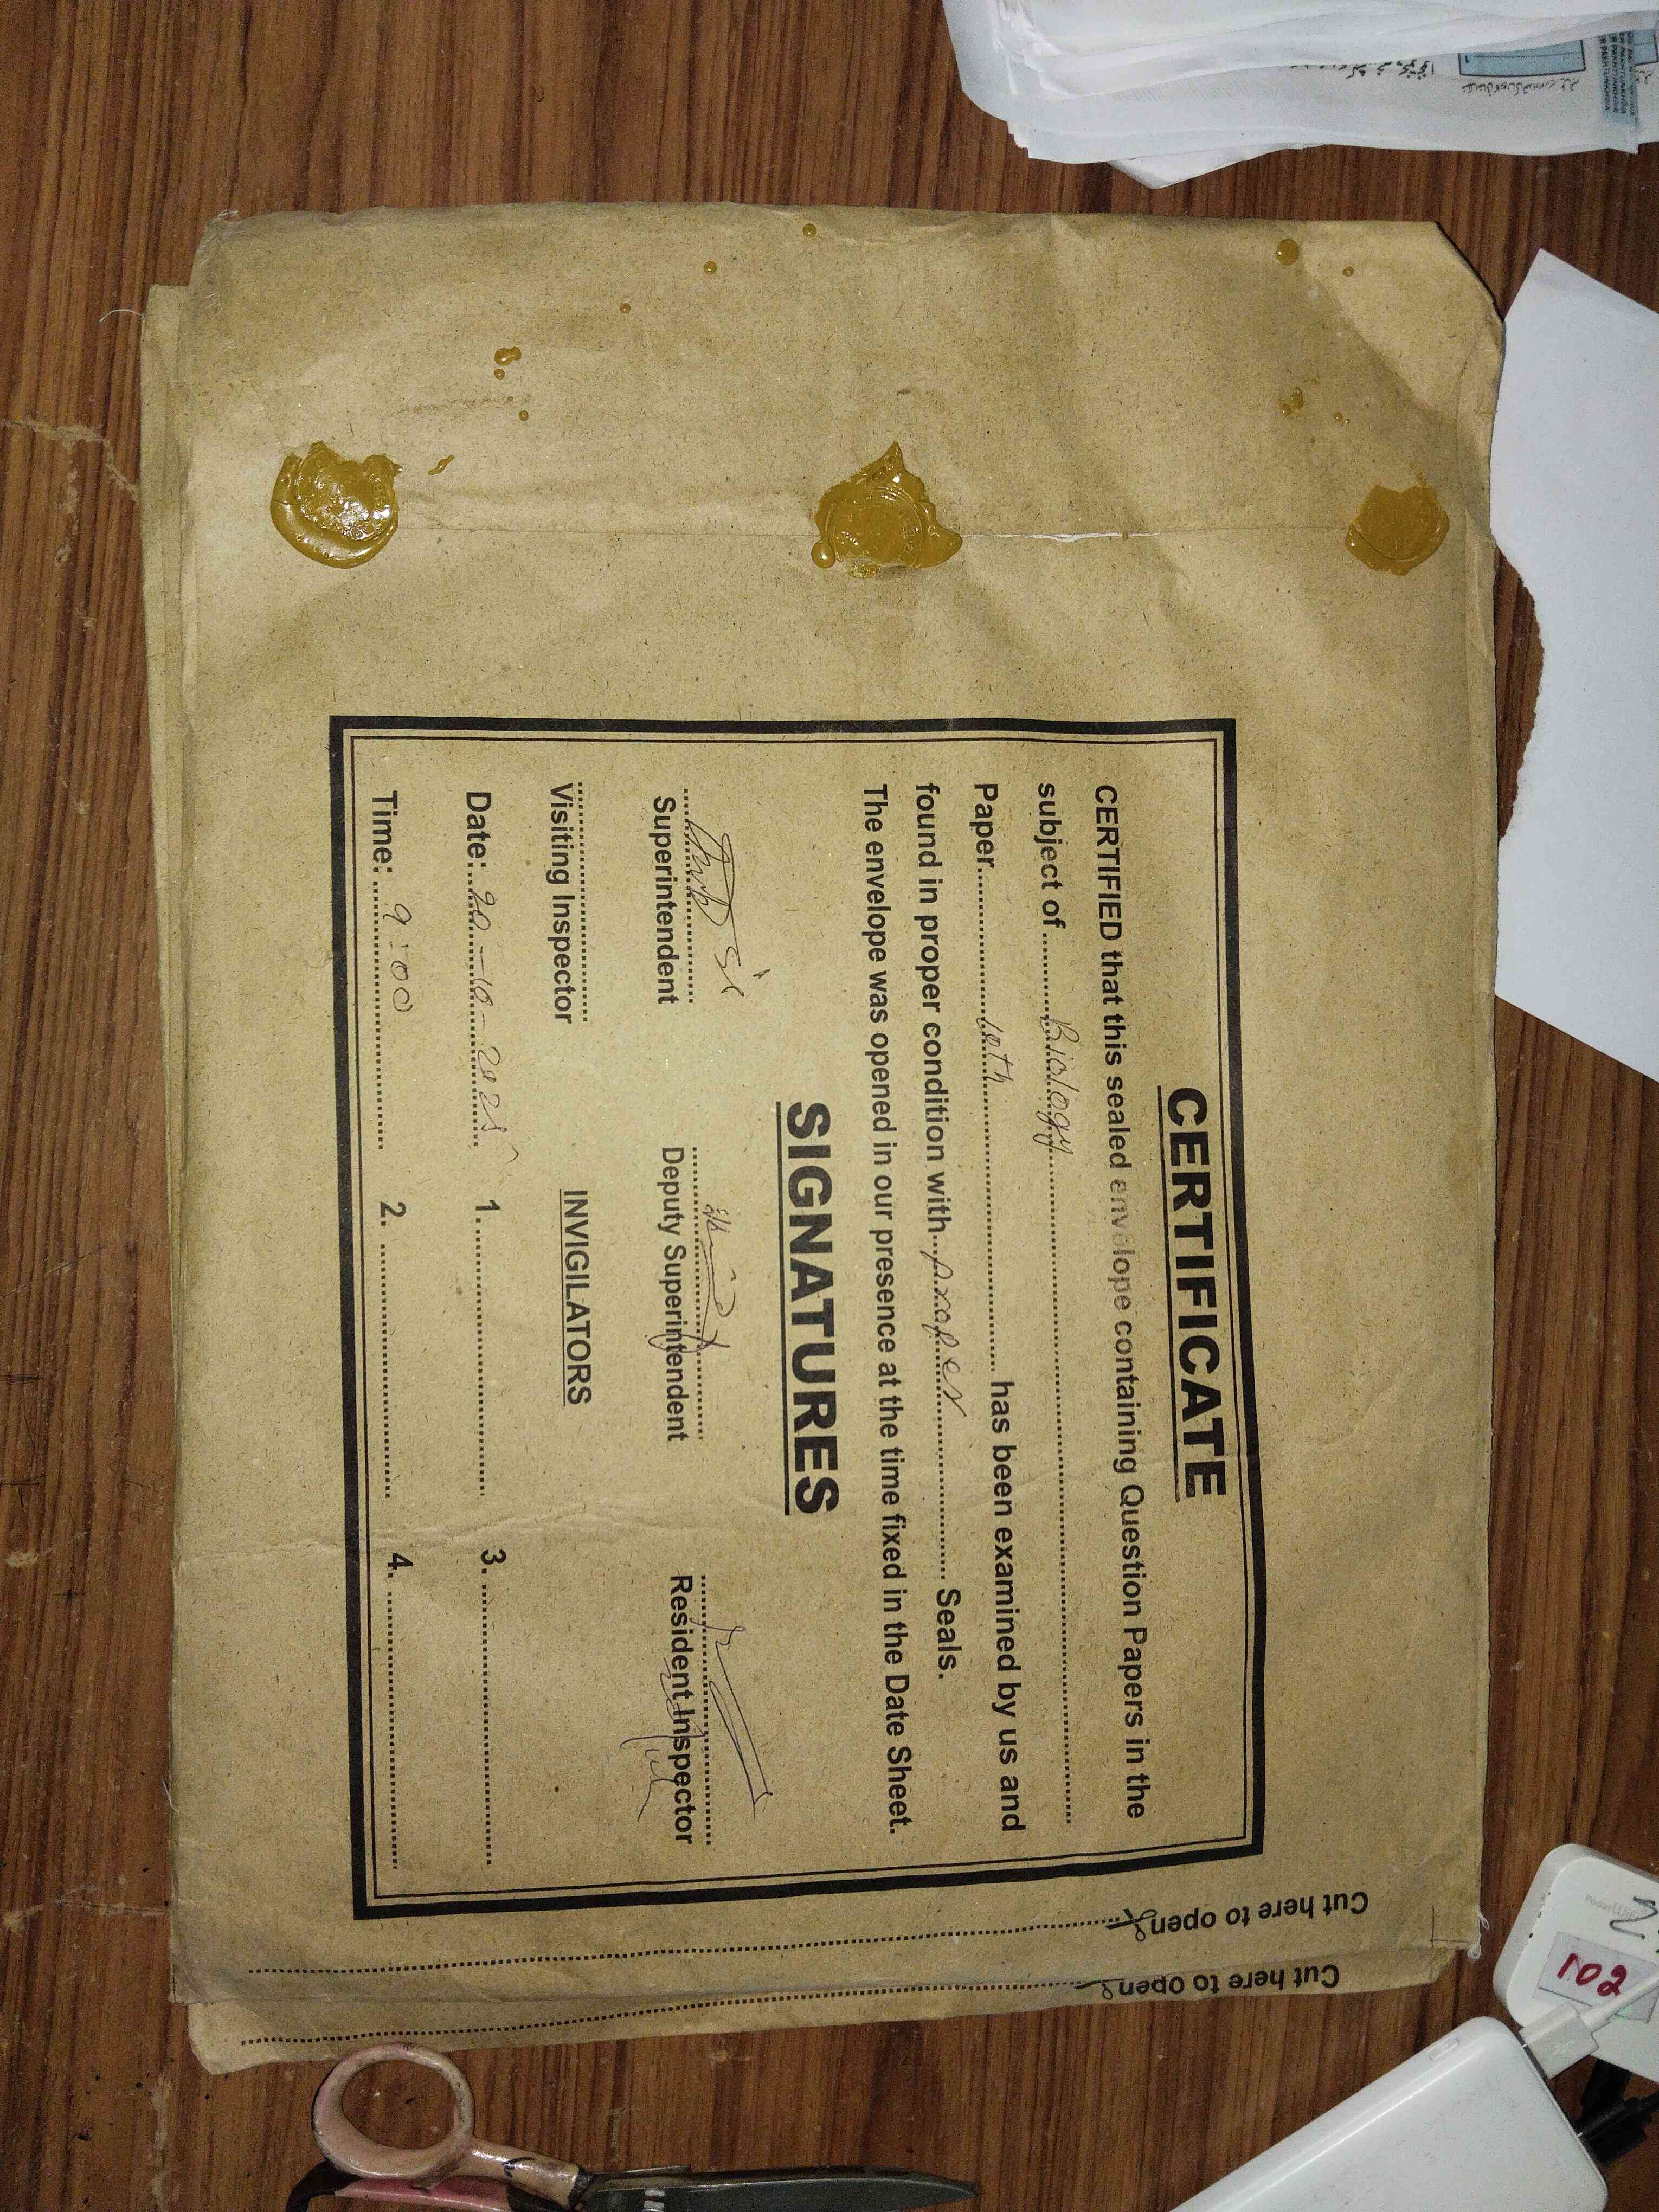 CERTIFICATE
CERTIFIED that this sealed envelope containing Question Papers in the
subject of ........ Biology ........
Paper ........ 10th ........ has been examined by us and
found in proper condition with ... proper ........ Seals.
The envelope was opened in our presence at the time fixed in the Date Sheet.
SIGNATURES
Superintendent Deputy Superintendent Resident Inspector
Visiting Inspector INVIGILATORS
Date: 20-10-2025 1. ........ 3. ........
Time: 9:00 2. ........ 4. ........
Cut here to open
Cut here to open
102